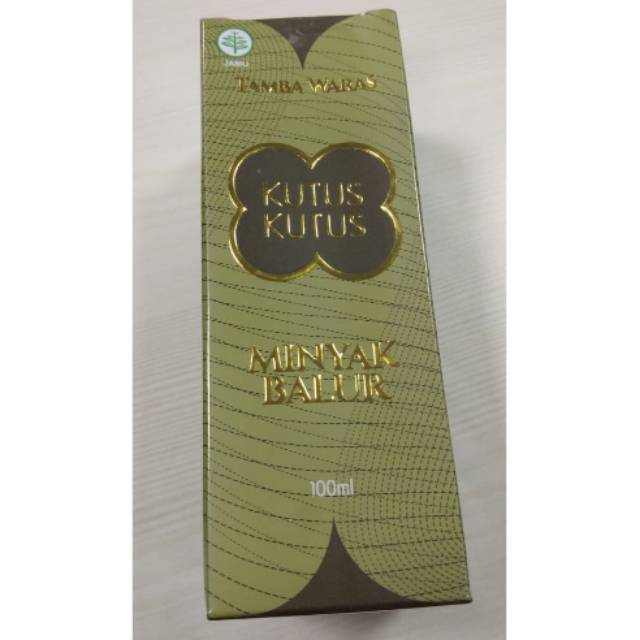 JAMU
TAMBA WARAS
KUTUS
KUTUS
MINYAK
BALUR
100ml